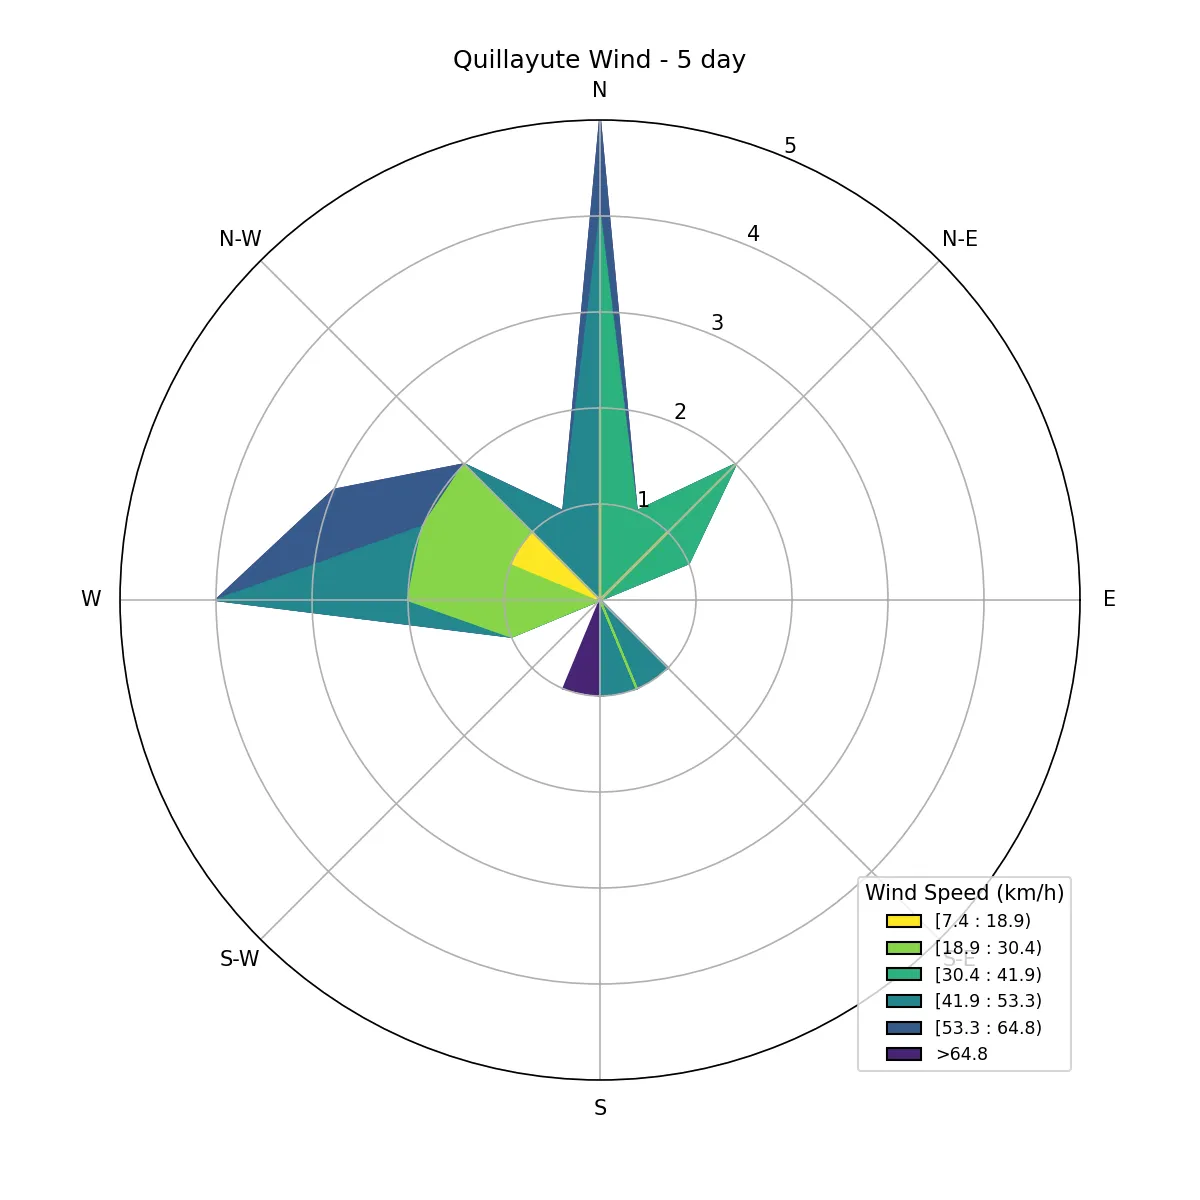 Quillayute Wind - 5 day
N
5
N-W
4
N-E
3
2
1
W
E
S-W
S-E
S
Wind Speed (km/h)
[7.4 : 18.9)
[18.9 : 30.4)
[30.4 : 41.9)
[41.9 : 53.3)
[53.3 : 64.8)
>64.8